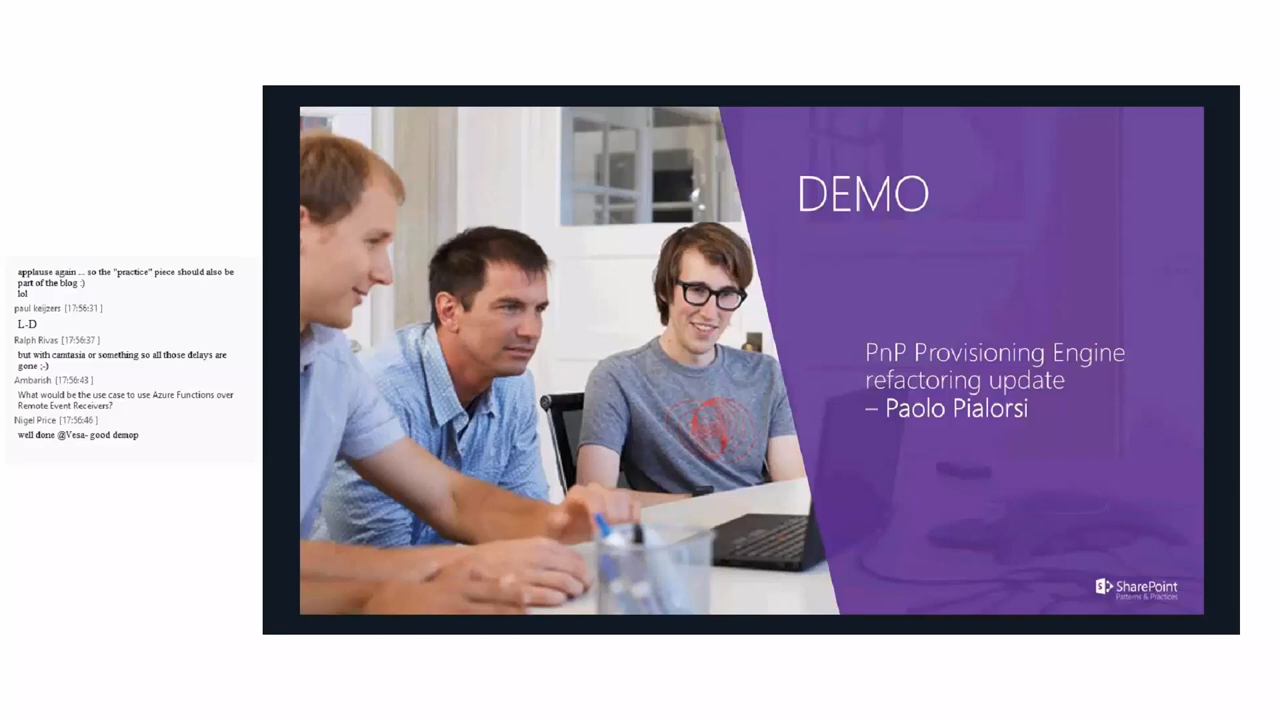 applause again ... so the "practice" piece should also be
part of the blog :)
lol
paul keijzers [17:56:31 ]
L-D
Ralph Rivas [17:56:37 ]
but with camtasia or something so all those delays are
gone ;-)
Ambarish [17:56:43 ]
What would be the use case to use Azure Functions over
Remote Event Receivers?
Nigel Price [17:56:46 ]
well done @Vesa- good demop
DEMO
PnP Provisioning Engine
refactoring update
– Paolo Pialorsi
S
SharePoint
Patterns & Practices